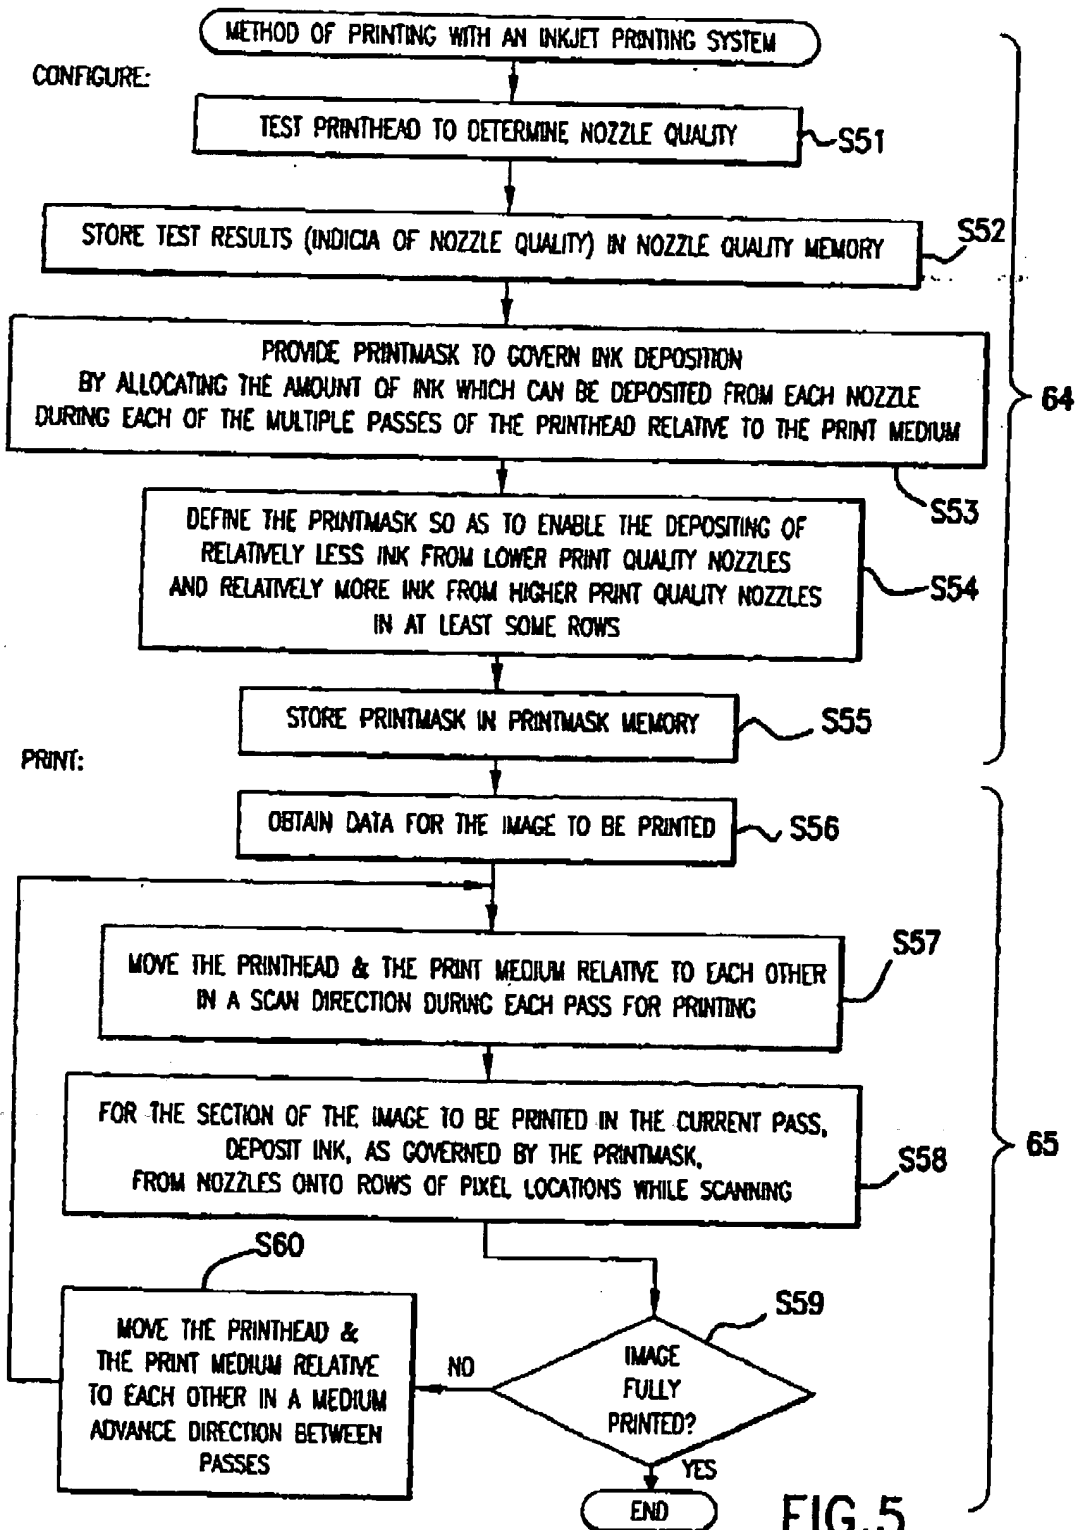 METHOD OF PRINTING WITH AN INKJET PRINTING SYSTEM
CONFIGURE:
TEST PRINTHEAD TO DETERMINE NOZZLE QUALITY
S51
STORE TEST RESULTS (INDICIA OF NOZZLE QUALITY) IN NOZZLE QUALITY MEMORY
S52
PROVIDE PRINTMASK TO GOVERN INK DEPOSITION
BY ALLOCATING THE AMOUNT OF INK WHICH CAN BE DEPOSITED FROM EACH NOZZLE
DURING EACH OF THE MULTIPLE PASSES OF THE PRINTHEAD RELATIVE TO THE PRINT MEDIUM
64
S53
DEFINE THE PRINTMASK SO AS TO ENABLE THE DEPOSITING OF
RELATIVELY LESS INK FROM LOWER PRINT QUALITY NOZZLES
AND RELATIVELY MORE INK FROM HIGHER PRINT QUALITY NOZZLES
IN AT LEAST SOME ROWS
S54
STORE PRINTMASK IN PRINTMASK MEMORY
S55
PRINT:
OBTAIN DATA FOR THE IMAGE TO BE PRINTED
S56
MOVE THE PRINTHEAD & THE PRINT MEDIUM RELATIVE TO EACH OTHER
IN A SCAN DIRECTION DURING EACH PASS FOR PRINTING
S57
FOR THE SECTION OF THE IMAGE TO BE PRINTED IN THE CURRENT PASS,
DEPOSIT INK, AS GOVERNED BY THE PRINTMASK,
FROM NOZZLES ONTO ROWS OF PIXEL LOCATIONS WHILE SCANNING
S58
65
S60
MOVE THE PRINTHEAD &
THE PRINT MEDIUM RELATIVE
TO EACH OTHER IN A MEDIUM
ADVANCE DIRECTION BETWEEN
PASSES
NO
S59
IMAGE
FULLY
PRINTED?
YES
END
FIG.5